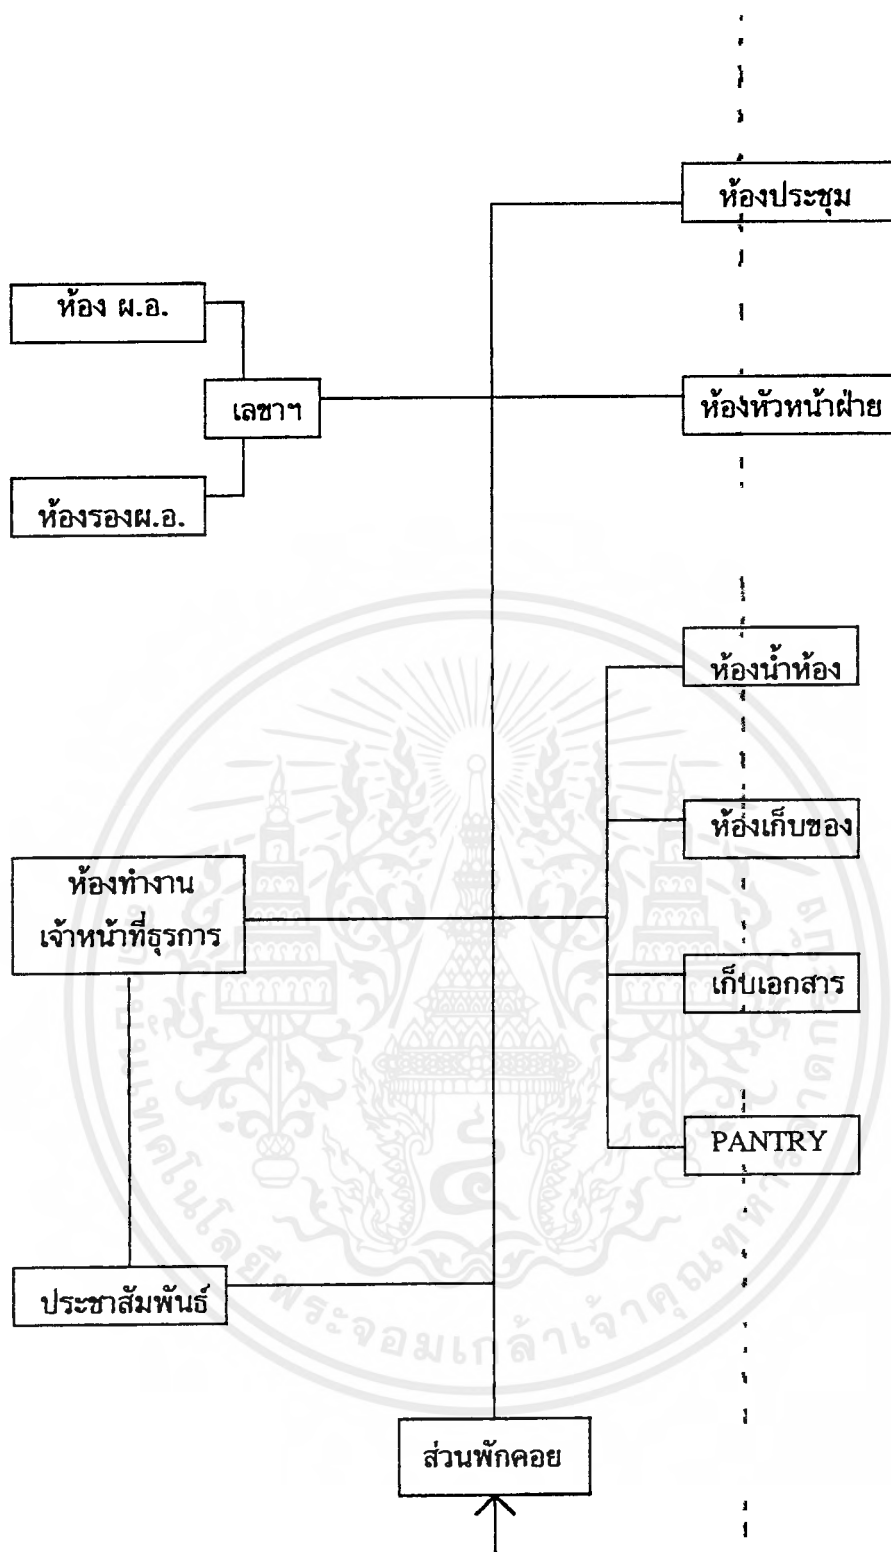 ห้องประชุม
ห้อง ผ.อ.
เลขาฯ
ห้องหัวหน้าฝ่าย
ห้องรองผ.อ.
ห้องน้ำห้อง
ห้องเก็บของ
ห้องทำงาน
เจ้าหน้าที่ธุรการ
เก็บเอกสาร
PANTRY
ประชาสัมพันธ์
ส่วนพักคอย